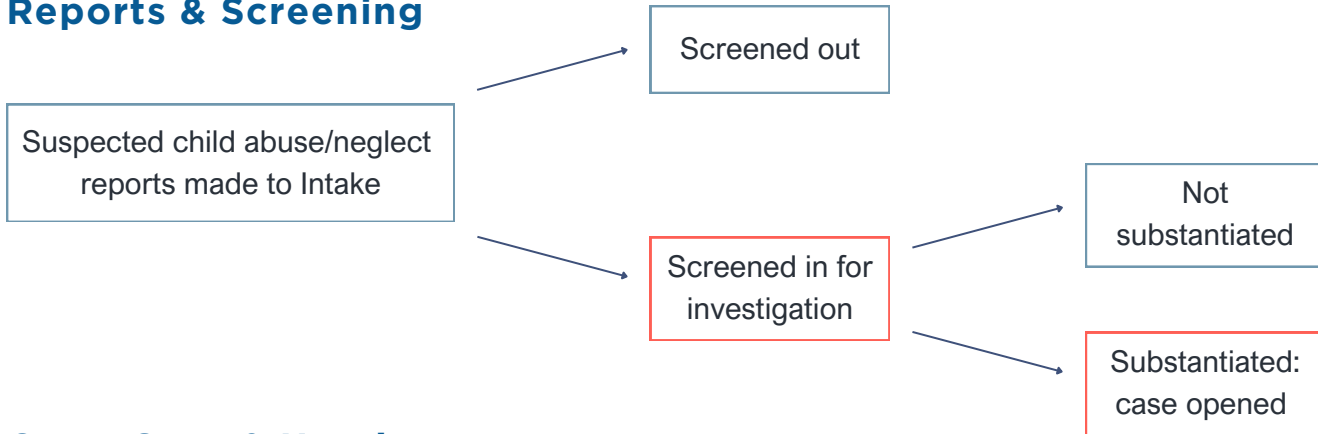 Reports & Screening
Screened out
Suspected child abuse/neglect
reports made to Intake
Not
substantiated
Screened in for
investigation
Substantiated:
case opened